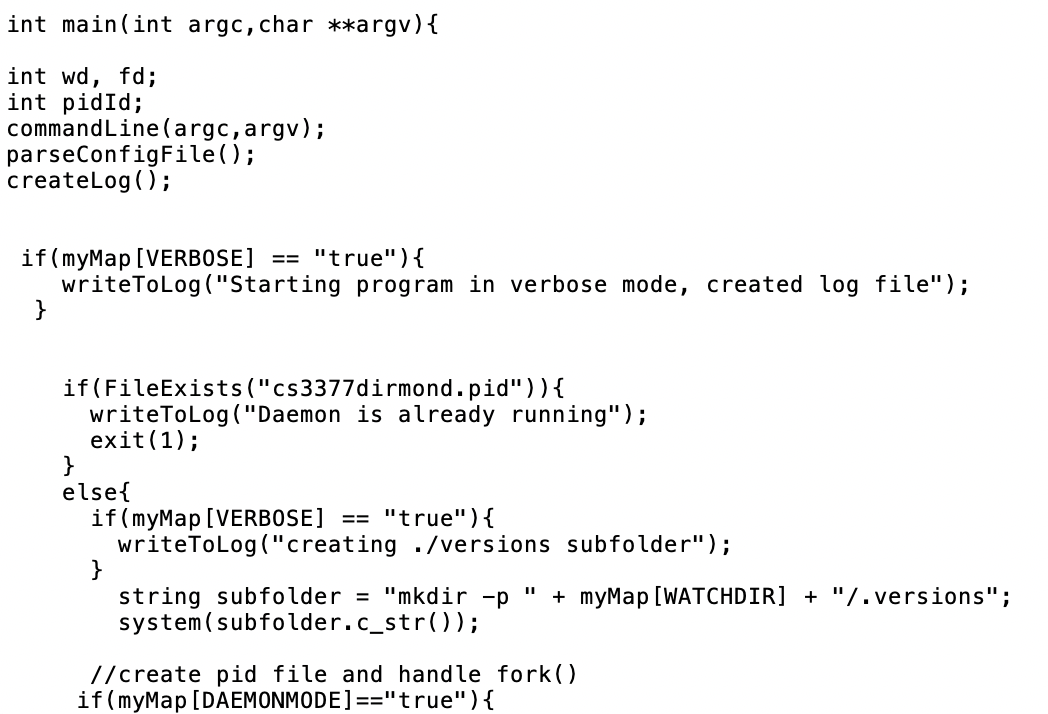 int main(int argc,char **argv){
int wd, fd;
int pidId;
commandLine(argc,argv);
parseConfigFile();
createLog();
if(myMap[VERBOSE] == "true"){
writeToLog("Starting program in verbose mode, created log file");
}
if(FileExists("cs3377dirmond.pid")){
writeToLog("Daemon is already running");
exit(1);
}
else{
if(myMap[VERBOSE] == "true"){
writeToLog("creating ./versions subfolder");
}
string subfolder = "mkdir -p " + myMap[WATCHDIR] + "/.versions";
system(subfolder.c_str());
//create pid file and handle fork()
if(myMap[DAEMONMODE]=="true"){